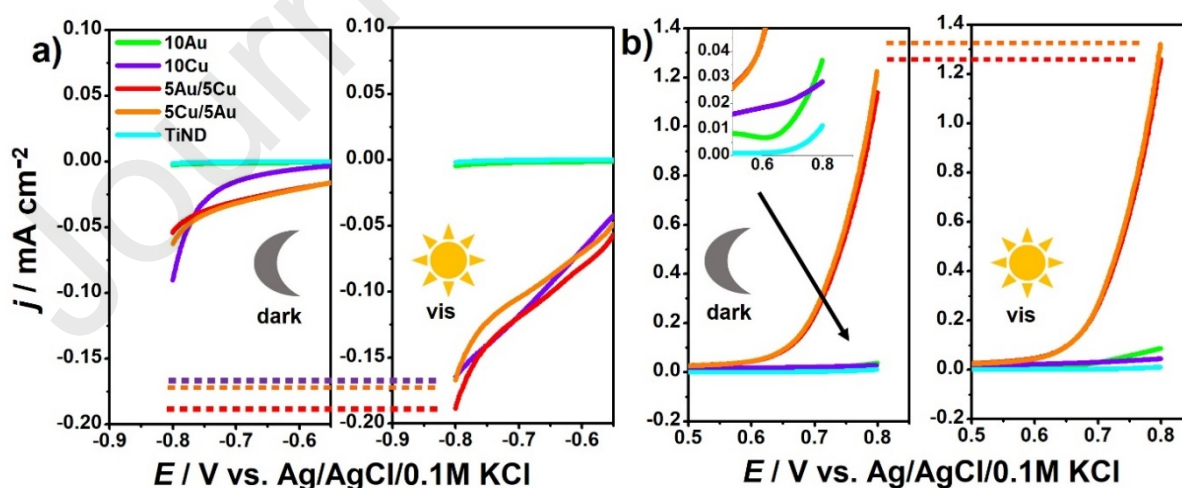 Journ
a)
0.10
0.05
0.00
-0.05
-0.10
-0.15
-0.20
10Au
10Cu
5Au/5Cu
5Cu/5Au
TiND
dark
-0.9 -0.8 -0.7 -0.6
0.10
0.05
0.00
-0.05
-0.10
-0.15
-0.20
vis
-0.9 -0.8 -0.7 -0.6
j / mA cm⁻²
E / V vs. Ag/AgCl/0.1M KCl
b)
1.4
1.2
1.0
0.8
0.6
0.4
0.2
0.0
-0.2
0.04
0.03
0.02
0.01
0.00
0.6 0.8
dark
0.5 0.6 0.7 0.8
1.4
1.2
1.0
0.8
0.6
0.4
0.2
0.0
-0.2
vis
0.5 0.6 0.7 0.8
E / V vs. Ag/AgCl/0.1M KCl